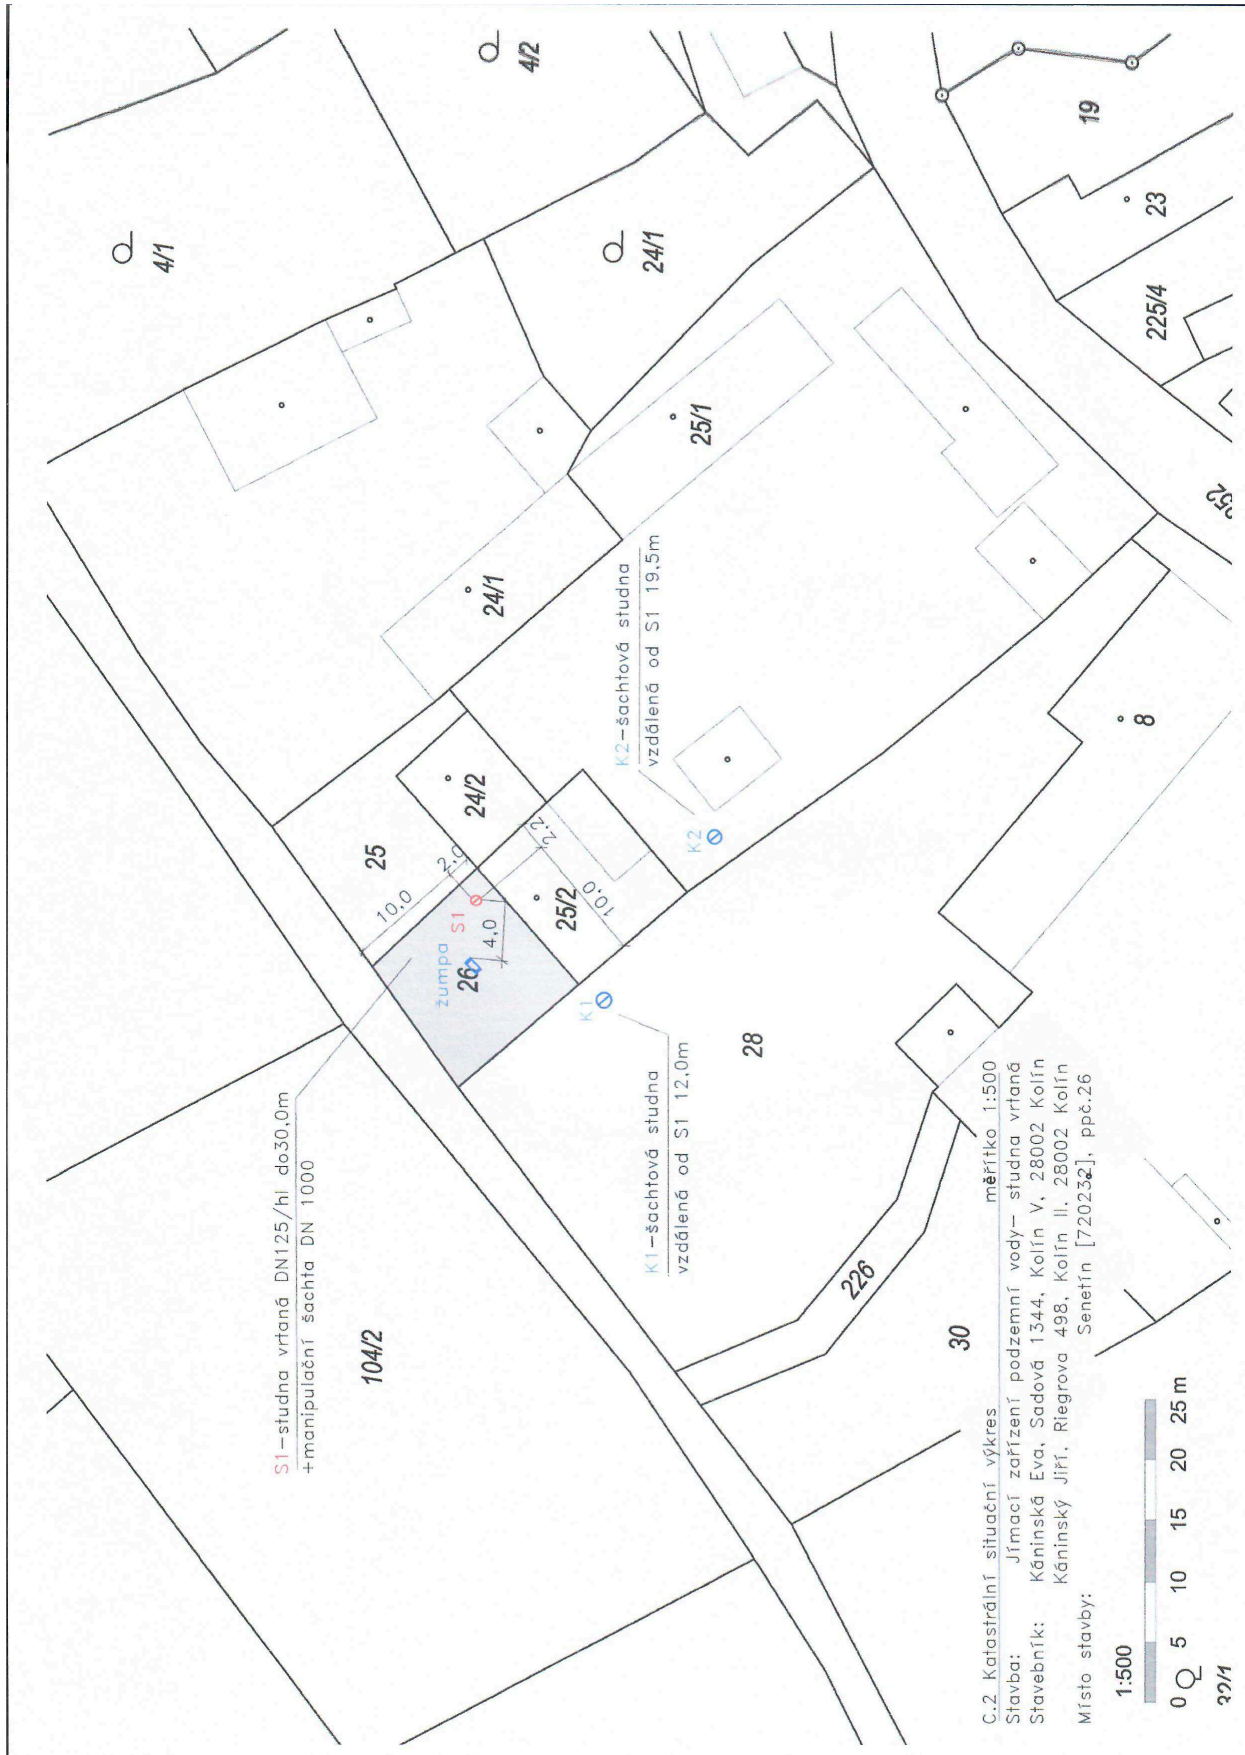 4/1
4/2
24/1
19
23
225/4
252
25/1
24/1
K2-šachtová studna
vzdálená od S1 19,5m
24/2
25
10,0
2,0
2,2
S1
4,0
žumpa
26
25/2
10,0
K2
K1
8
28
K1-šachtová studna
vzdálená od S1 12,0m
S1-studna vrtaná DN125/hl do30,0m
+manipulační šachta DN 1000
104/2
226
30
C.2 Katastrální situační výkres měřítko 1:500
Stavba: Jímací zařízení podzemní vody- studna vrtaná
Stavebník: Káninská Eva, Sadová 1344, Kolín V, 28002 Kolín
Káninský Jiří, Riegrova 498, Kolín II, 28002 Kolín
Místo stavby: Senetín [720232], ppč.26
1:500
0 5 10 15 20 25 m
32/1